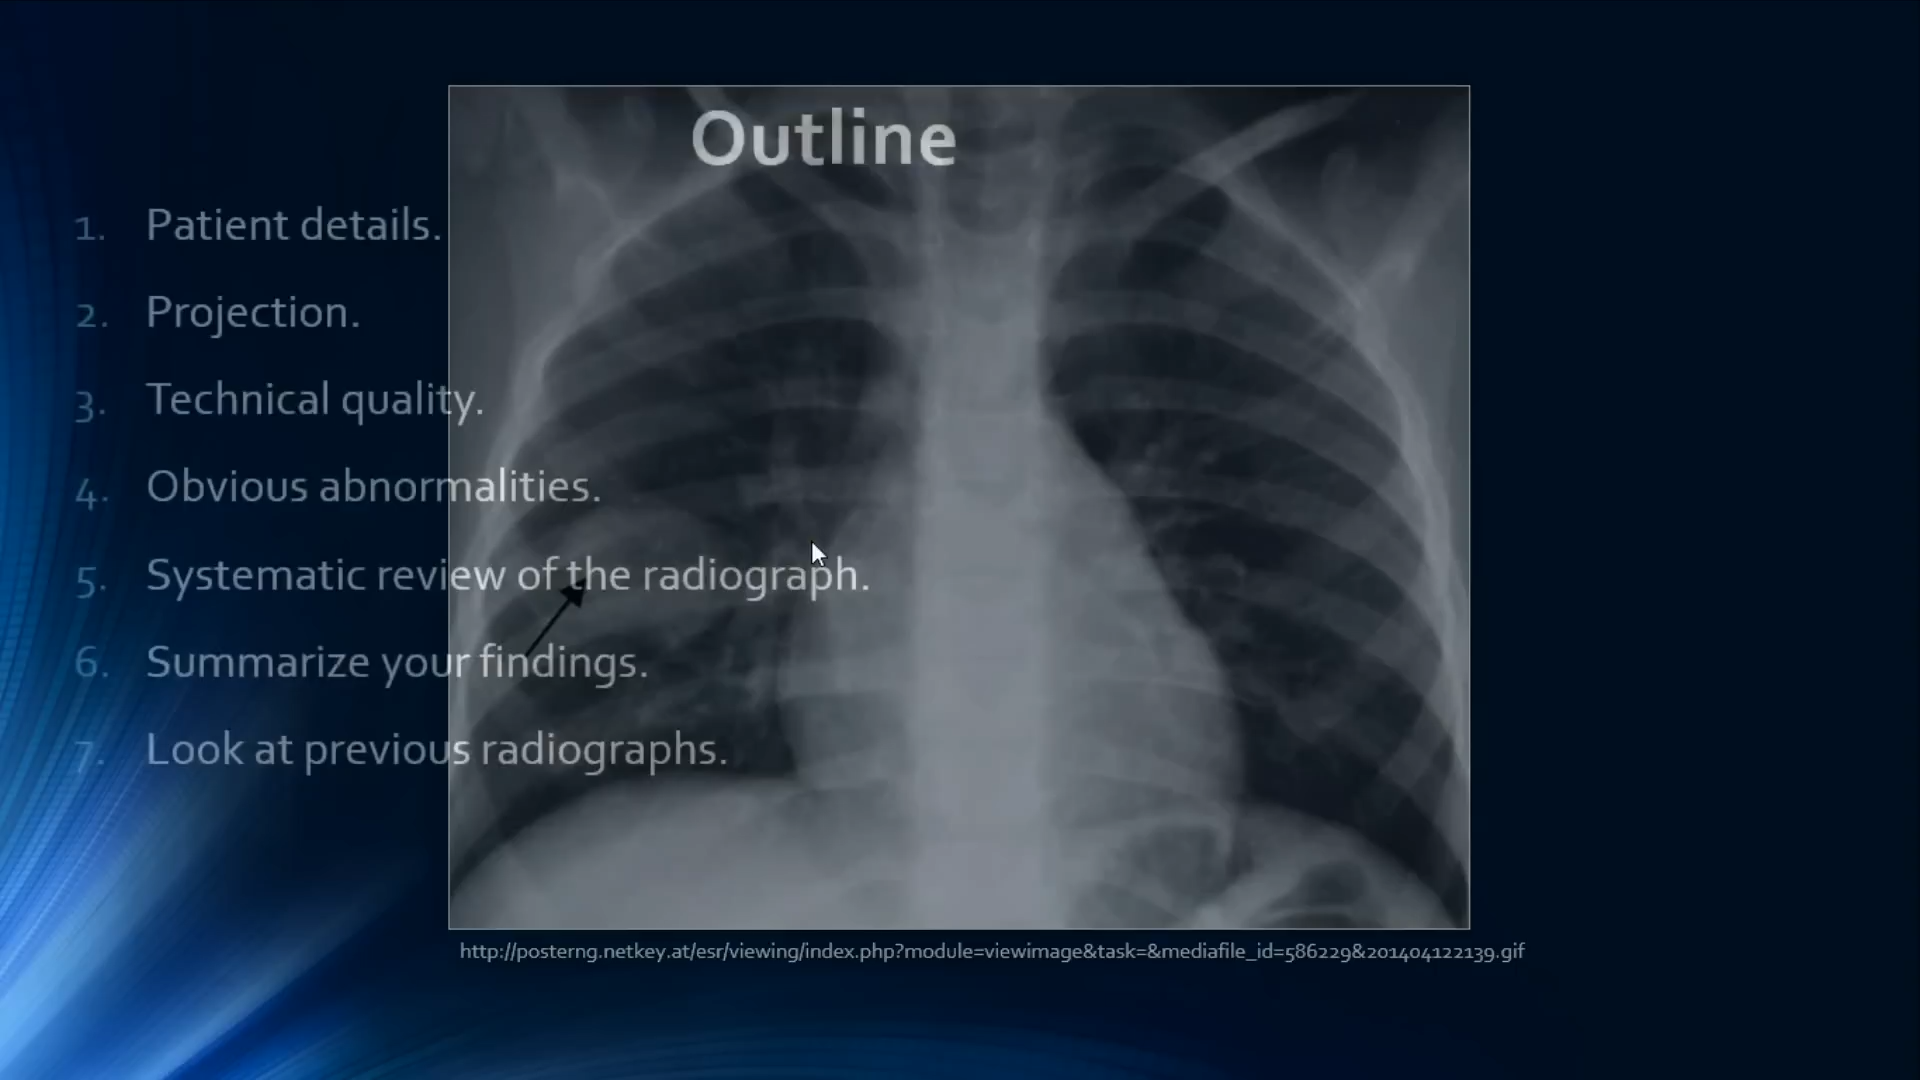 Outline
1. Patient details.
2. Projection.
3. Technical quality.
4. Obvious abnormalities.
5. Systematic review of the radiograph.
6. Summarize your findings.
7. Look at previous radiographs.
http://posterng.netkey.at/esr/viewing/index.php?module=viewimage&task=&mediafile_id=586229&201404122139.gif